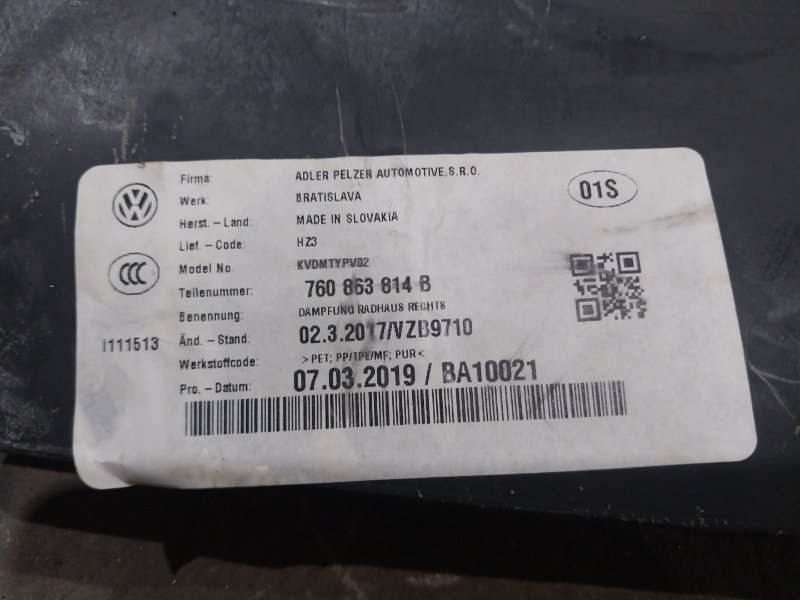 Firma: ADLER PELZER AUTOMOTIVE, S.R.O.
01S
Werk: BRATISLAVA
Herst.-Land: MADE IN SLOVAKIA
Lief.-Code: HZ3
CCC
Model No. KVDMTYPV02
Teilenummer: 760 863 814 B
Benennung: DAMPFUNG RADHAUS RECHTS
I111513
Änd.-Stand: 02.3.2017/VZB9710
Werkstoffcode: >PET; PP/TPE/MF; PUR<
Pro.-Datum: 07.03.2019 / BA10021